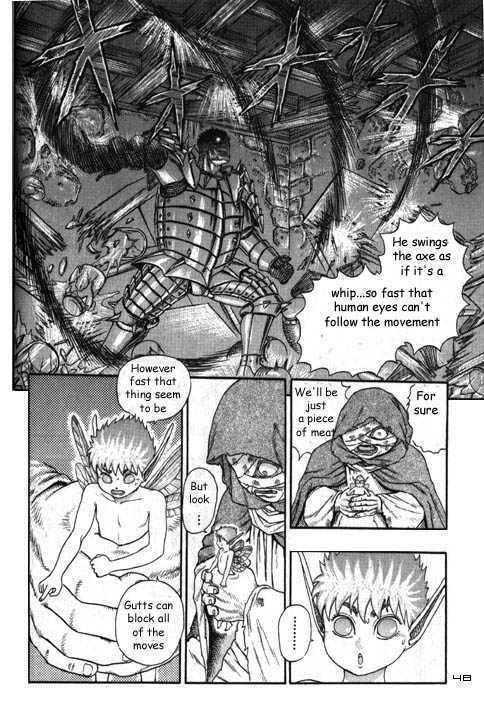 He swings
the axe as
if it's a
whip...so fast that
human eyes can't
follow the movement
However
fast that
thing seem
to be
Gutts can
block all
of the
moves
But
look
...
We'll be
just
a piece
of meat
For
sure
......
48